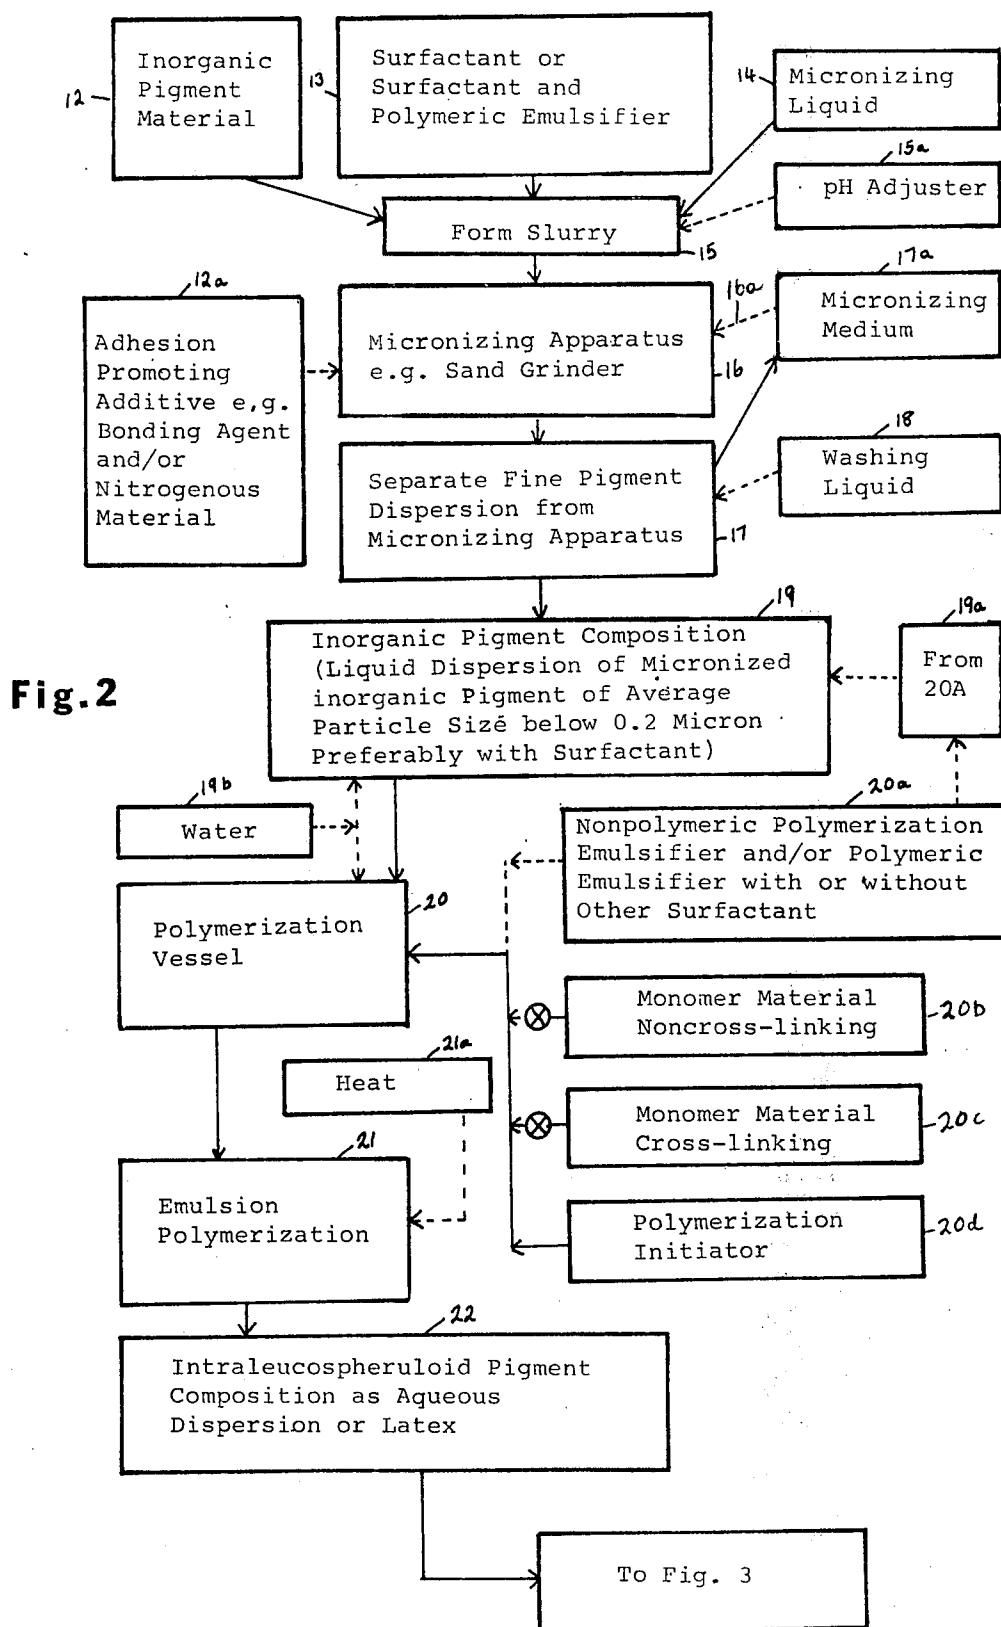 12
Inorganic
Pigment
Material
13
Surfactant or
Surfactant and
Polymeric Emulsifier
14
Micronizing
Liquid
15a
pH Adjuster
Form Slurry
15
12a
Adhesion
Promoting
Additive e,g.
Bonding Agent
and/or
Nitrogenous
Material
Micronizing Apparatus
e.g. Sand Grinder
16
16a
17a
Micronizing
Medium
Separate Fine Pigment
Dispersion from
Micronizing Apparatus
17
18
Washing
Liquid
19
Inorganic Pigment Composition
(Liquid Dispersion of Micronized
inorganic Pigment of Average
Particle Size below 0.2 Micron
Preferably with Surfactant)
19a
From
20A
Fig.2
19b
Water
20a
Nonpolymeric Polymerization
Emulsifier and/or Polymeric
Emulsifier with or without
Other Surfactant
20
Polymerization
Vessel
Monomer Material
Noncross-linking
20b
21a
Heat
Monomer Material
Cross-linking
20c
21
Emulsion
Polymerization
Polymerization
Initiator
20d
22
Intraleucospheruloid Pigment
Composition as Aqueous
Dispersion or Latex
To Fig. 3